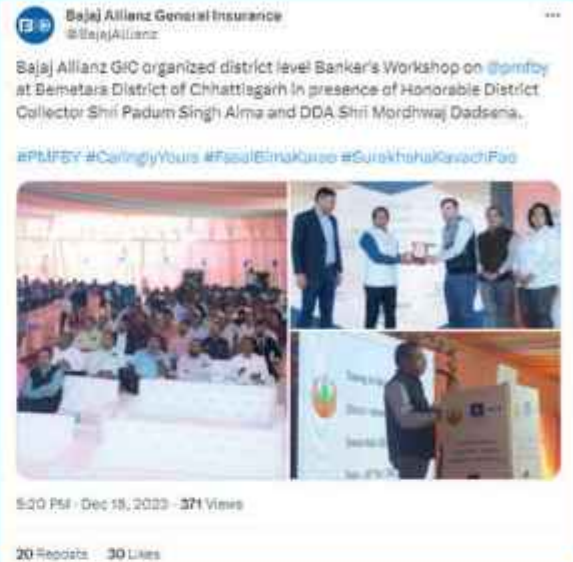 Bajaj Allianz General Insurance
@BajajAllianz
Bajaj Allianz GIC organized district level Banker's Workshop on @pmfby
at Bemetara District of Chhattisgarh in presence of Honorable District
Collector Shri Padum Singh Alma and DDA Shri Mordhwaj Dadsena.
#PMFBY #CaringlyYours #FasalBimaKarao
5:20 PM · Dec 18, 2023 · 371 Views
20 Reposts 30 Likes